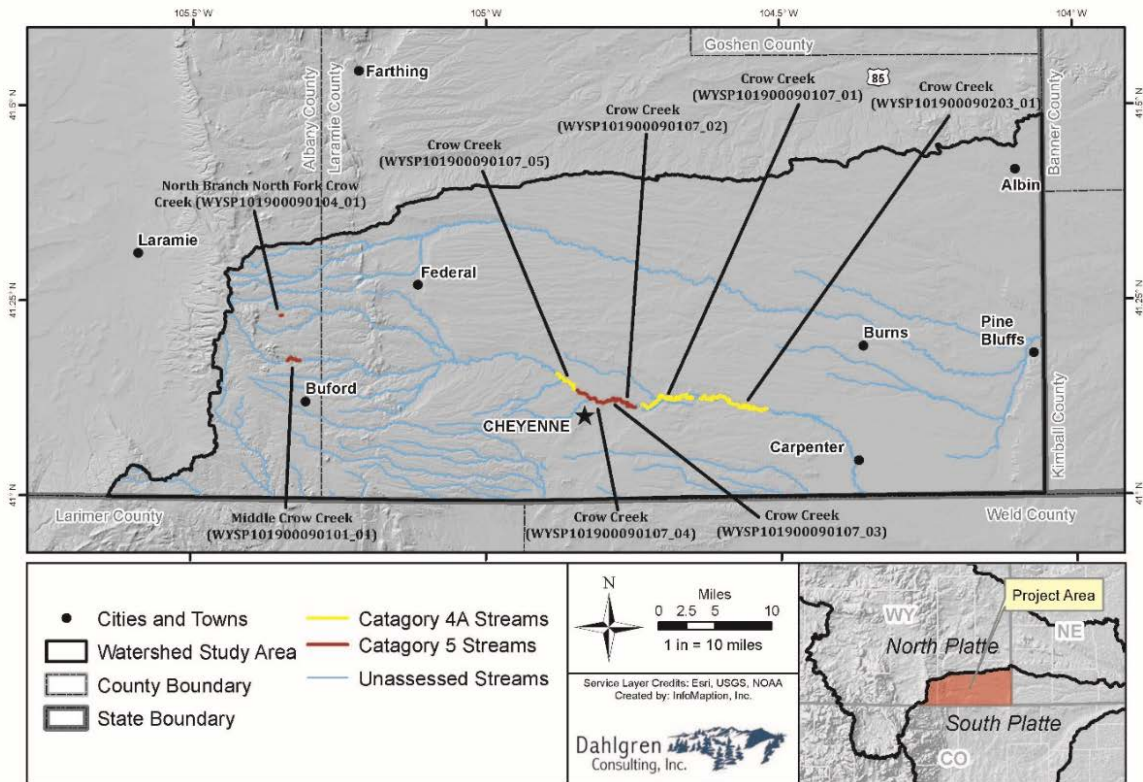 105.5°W
105°W
104.5°W
104°W
Goshen County
Farthing
Albany County
Laramie County
85
Crow Creek
(WYSP101900090107_01)
Crow Creek
(WYSP101900090203_01)
Crow Creek
(WYSP101900090107_02)
Crow Creek
(WYSP101900090107_05)
41.5°N
41.5°N
Banner County
North Branch North Fork Crow
Creek (WYSP101900090104_01)
Albin
Laramie
Federal
41.25°N
41.25°N
Burns
Pine
Bluffs
Buford
CHEYENNE
Carpenter
Kimball County
41°N
41°N
Larimer County
Weld County
Middle Crow Creek
(WYSP101900090101_01)
Crow Creek
(WYSP101900090107_04)
Crow Creek
(WYSP101900090107_03)
Cities and Towns
Watershed Study Area
County Boundary
State Boundary
Catagory 4A Streams
Catagory 5 Streams
Unassessed Streams
N
Miles
0 2.5 5 10
1 in = 10 miles
Service Layer Credits: Esri, USGS, NOAA
Created by: InfoMaption, Inc.
Dahlgren
Consulting, Inc.
Project Area
WY
NE
North Platte
South Platte
CO